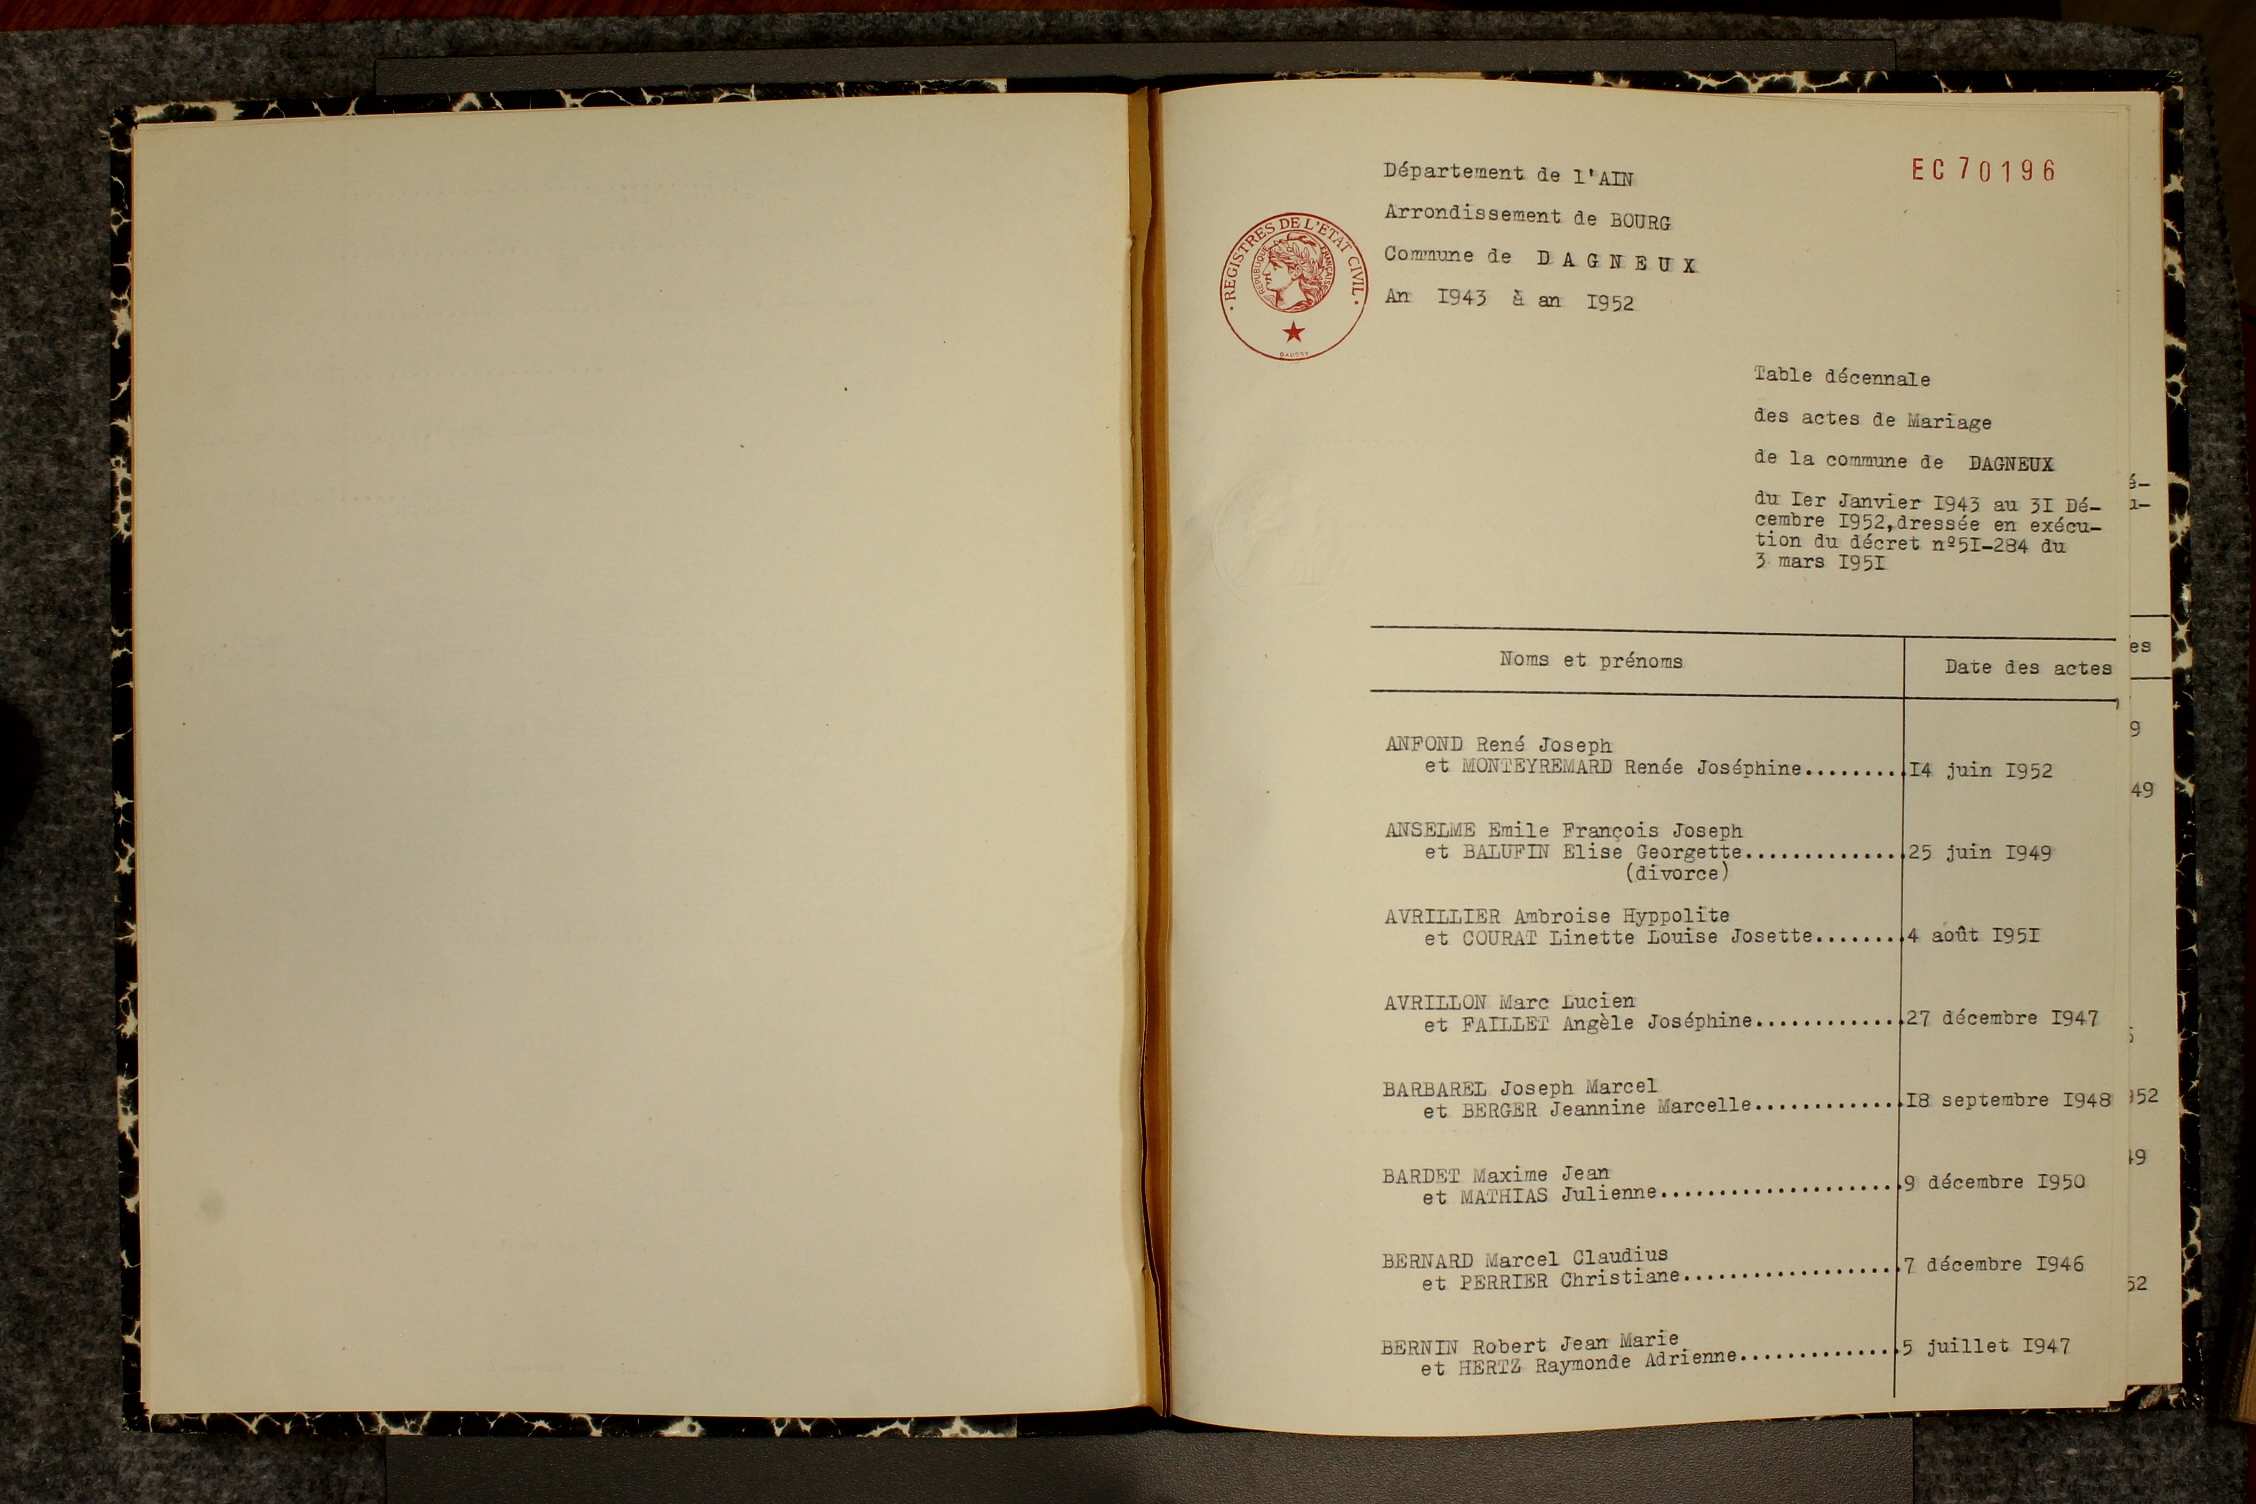 Département de l'AIN
EC 70196
Arrondissement de BOURG
Commune de D A G N E U X
An I943 à an I952
· REGISTRES DE L'ETAT CIVIL ·
REPUBLIQUE FRANÇAISE
Table décennale
des actes de Mariage
de la commune de DAGNEUX
du Ier Janvier I943 au 3I Dé-
cembre I952,dressée en exécu-
tion du décret nº5I-284 du
3 mars I95I
Noms et prénoms
Date des actes
ANFOND René Joseph
et MONTEYREMARD Renée Joséphine.........I4 juin I952
ANSELME Emile François Joseph
et BALUFIN Elise Georgette..............25 juin I949
(divorce)
AVRILLIER Ambroise Hyppolite
et COURAT Linette Louise Josette........4 août I95I
AVRILLON Marc Lucien
et FAILLET Angèle Joséphine.............27 décembre I947
BARBAREL Joseph Marcel
et BERGER Jeannine Marcelle.............I8 septembre I948
BARDET Maxime Jean
et MATHIAS Julienne.....................9 décembre I950
BERNARD Marcel Claudius
et PERRIER Christiane...................7 décembre I946
BERNIN Robert Jean Marie
et HERTZ Raymonde Adrienne..............5 juillet I947